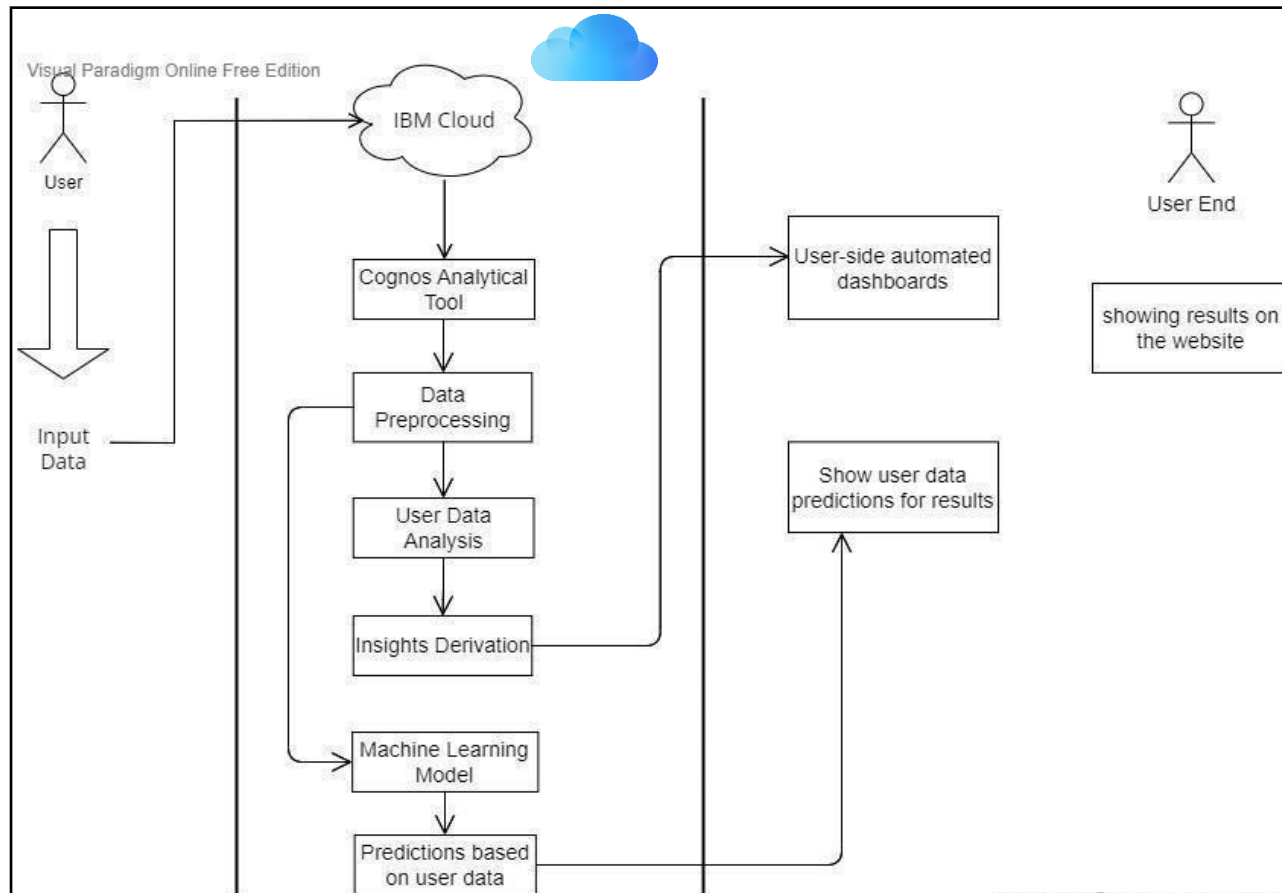 Visual Paradigm Online Free Edition
User
Input
Data
IBM Cloud
Cognos Analytical
Tool
Data
Preprocessing
User Data
Analysis
Insights Derivation
Machine Learning
Model
Predictions based
on user data
User-side automated
dashboards
Show user data
predictions for results
User End
showing results on
the website